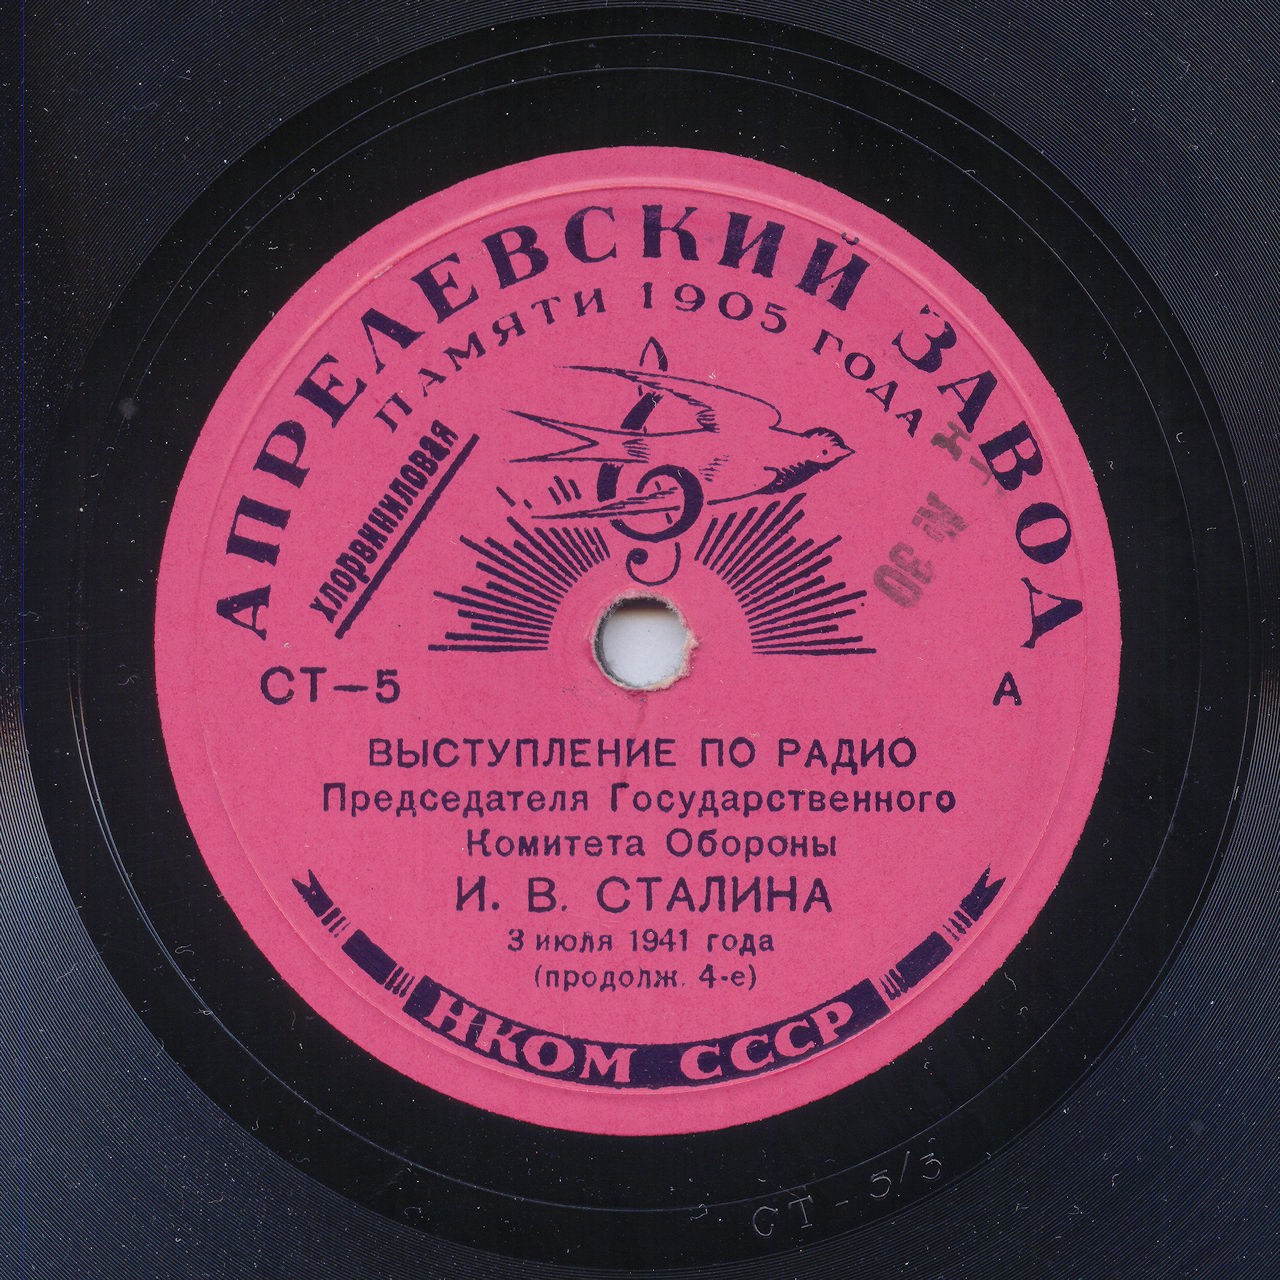 АПРЕЛЕВСКИЙ ЗАВОД
ПАМЯТИ 1905 ГОДА
хлорвиниловая
№ 30
СТ–5
А
ВЫСТУПЛЕНИЕ ПО РАДИО
Председателя Государственного
Комитета Обороны
И. В. СТАЛИНА
3 июля 1941 года
(продолж. 4-е)
НКОМ СССР
СТ-5/3